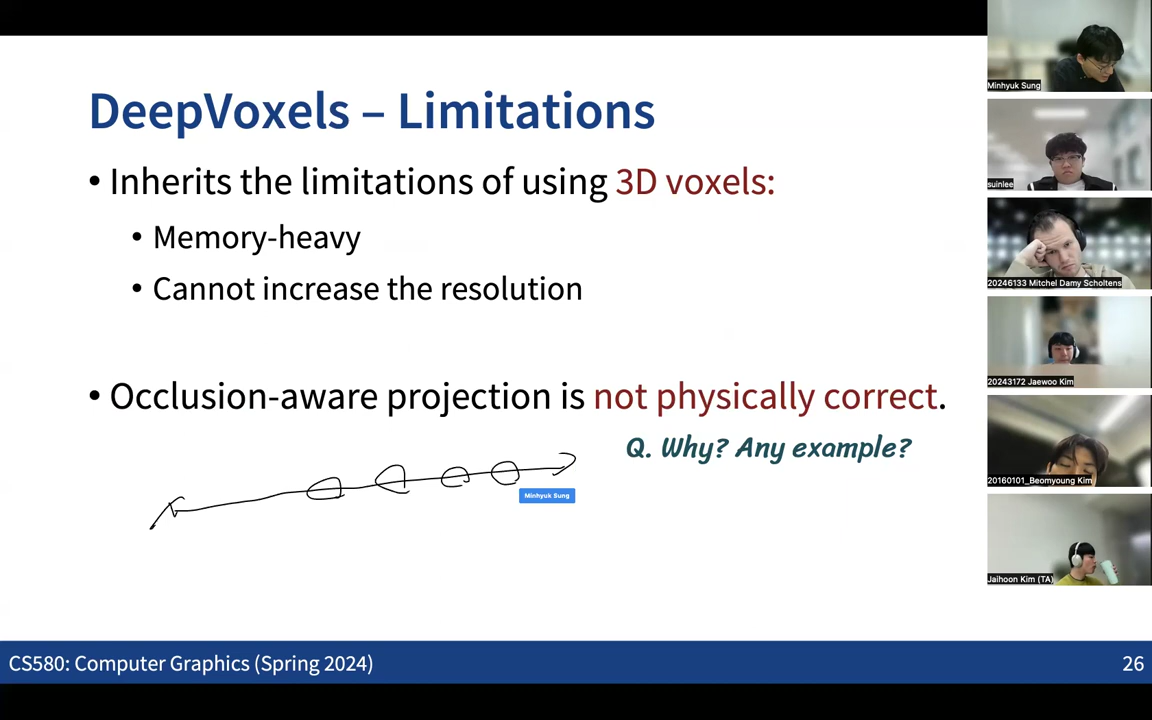 DeepVoxels – Limitations
• Inherits the limitations of using 3D voxels:
• Memory-heavy
• Cannot increase the resolution
• Occlusion-aware projection is not physically correct.
Q. Why? Any example?
Minhyuk Sung
CS580: Computer Graphics (Spring 2024)
26
Minhyuk Sung
suinlee
20246133 Mitchel Damy Scholtens
20243172 Jaewoo Kim
20160101_Beomyoung Kim
Jaihoon Kim (TA)